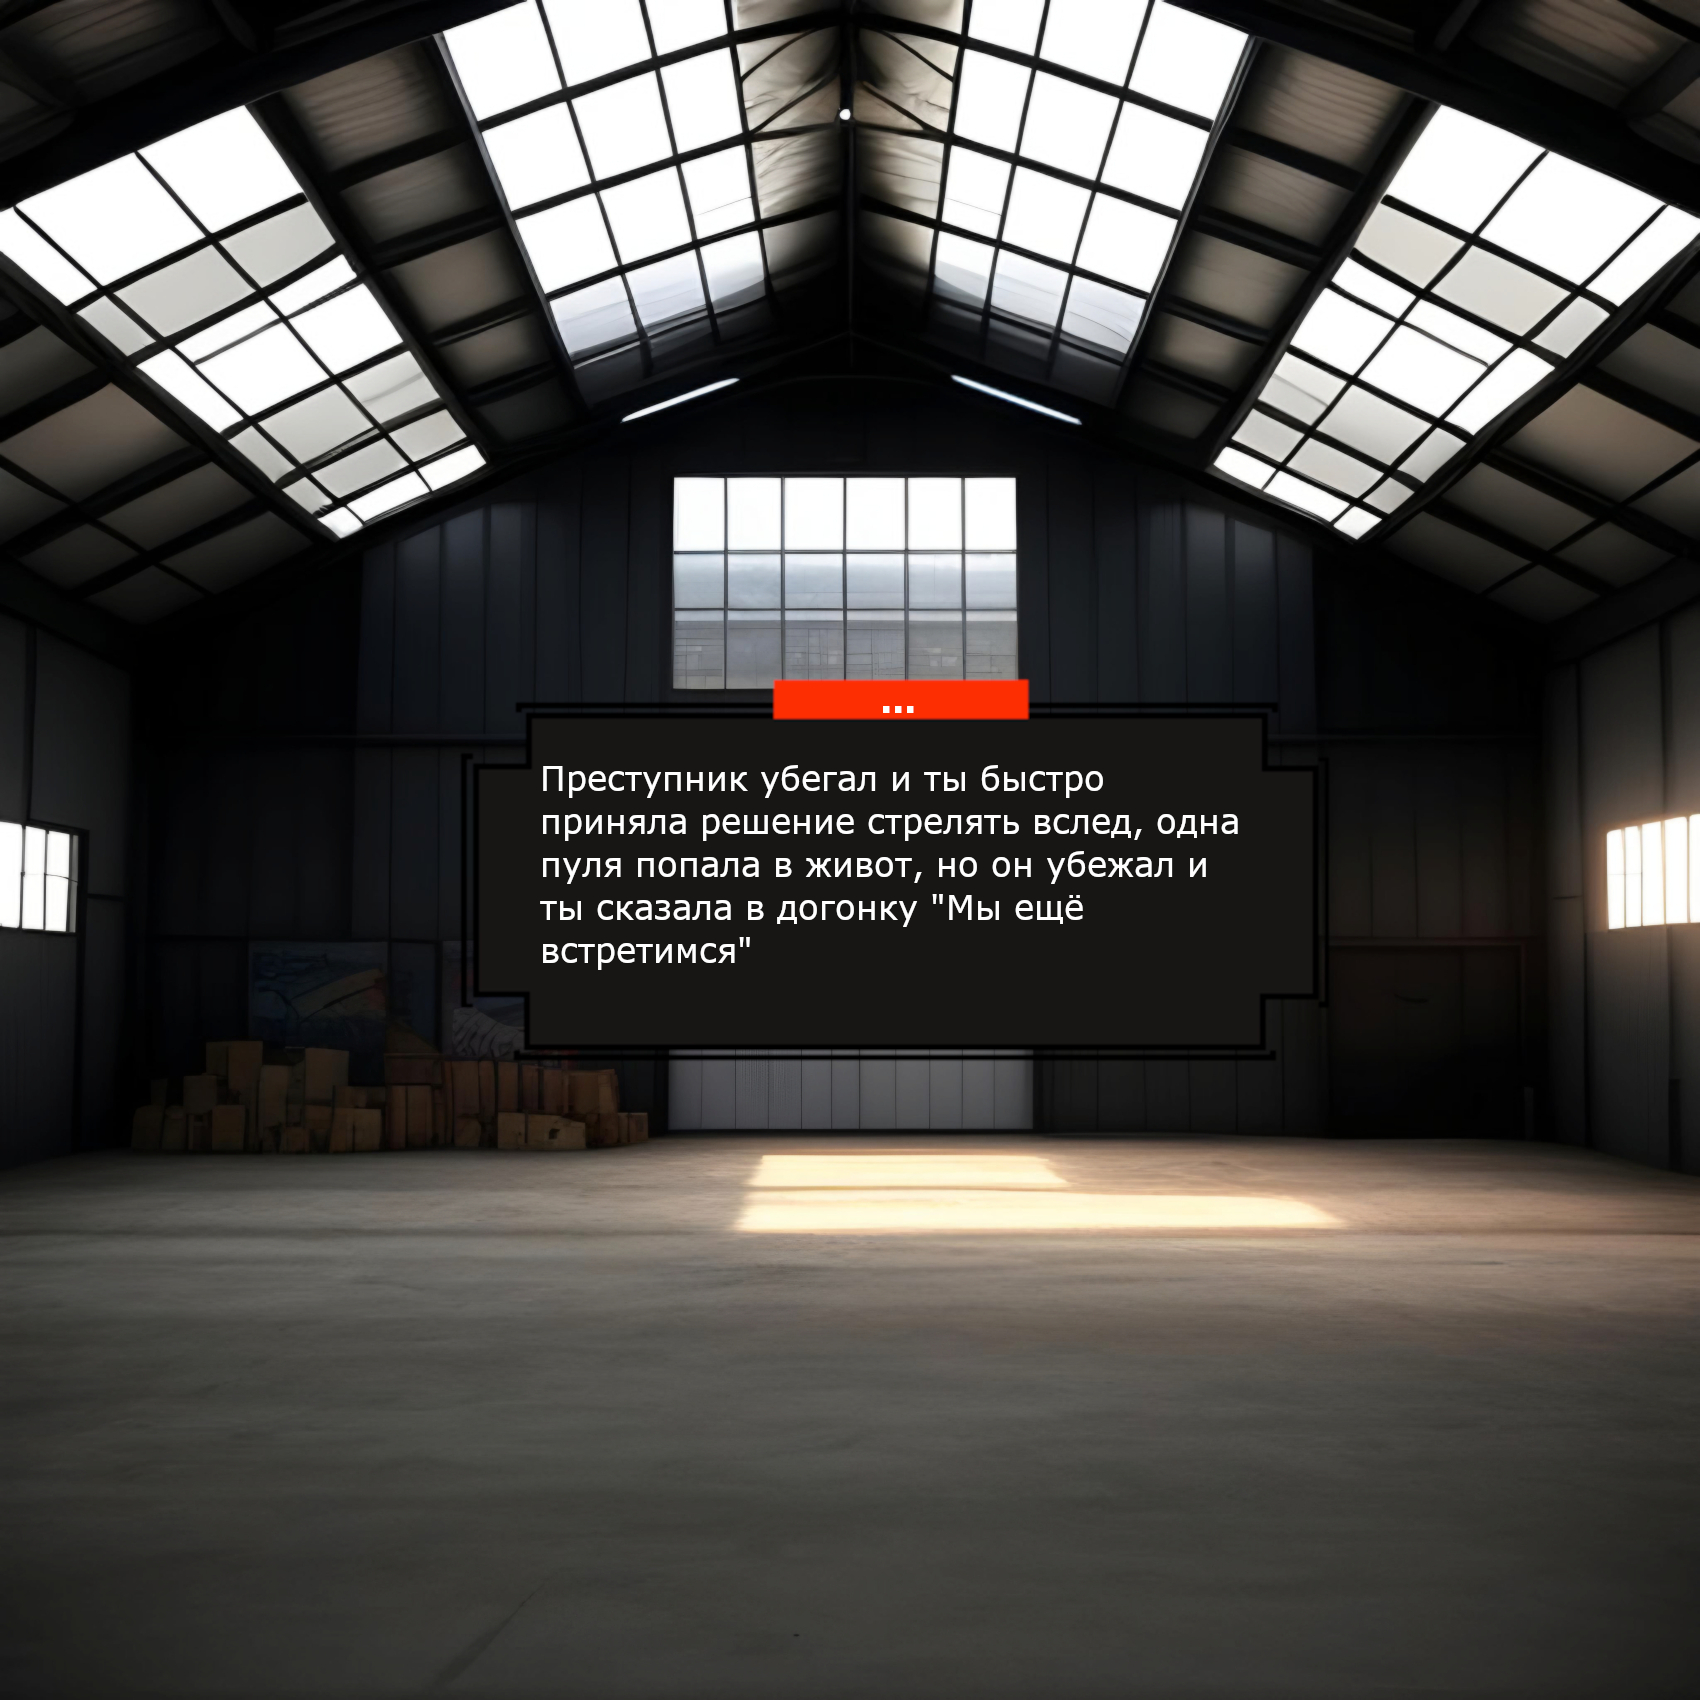 ...
Преступник убегал и ты быстро
приняла решение стрелять вслед, одна
пуля попала в живот, но он убежал и
ты сказала в догонку "Мы ещё
встретимся"